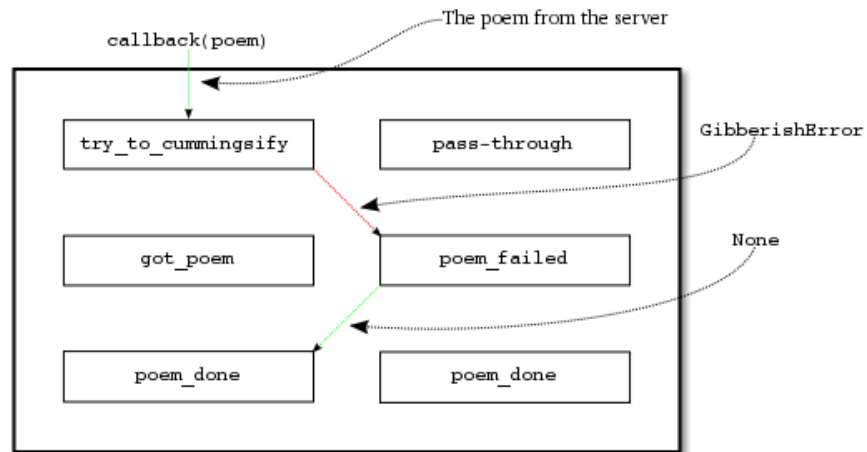 The poem from the server
callback(poem)
try_to_cummingsify
pass-through
GibberishError
got_poem
poem_failed
None
poem_done
poem_done